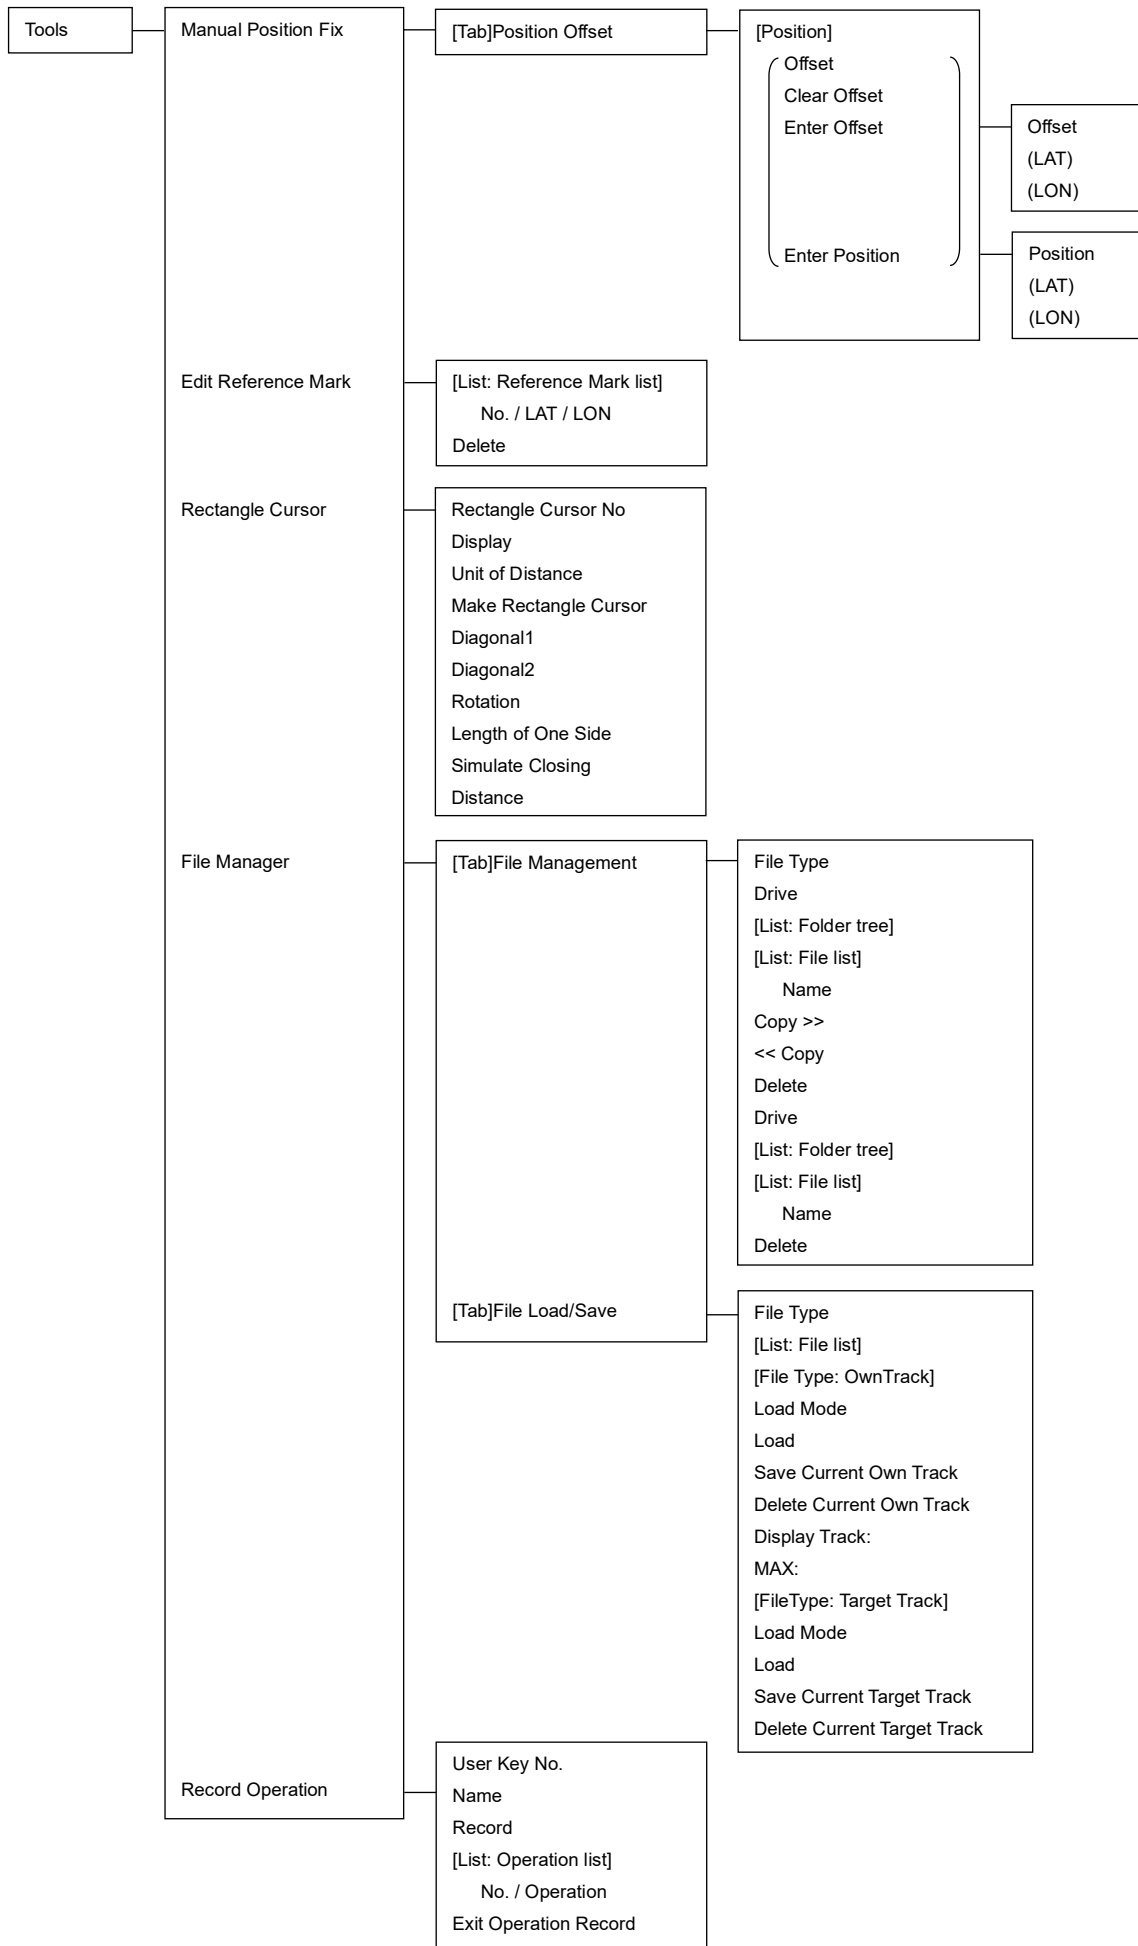 Tools
Manual Position Fix
[Tab]Position Offset
[Position]
Offset
Clear Offset
Enter Offset
Offset
(LAT)
(LON)
Enter Position
Position
(LAT)
(LON)
Edit Reference Mark
[List: Reference Mark list]
No. / LAT / LON
Delete
Rectangle Cursor
Rectangle Cursor No
Display
Unit of Distance
Make Rectangle Cursor
Diagonal1
Diagonal2
Rotation
Length of One Side
Simulate Closing
Distance
File Manager
[Tab]File Management
File Type
Drive
[List: Folder tree]
[List: File list]
Name
Copy >>
<< Copy
Delete
Drive
[List: Folder tree]
[List: File list]
Name
Delete
[Tab]File Load/Save
File Type
[List: File list]
[File Type: OwnTrack]
Load Mode
Load
Save Current Own Track
Delete Current Own Track
Display Track:
MAX:
[FileType: Target Track]
Load Mode
Load
Save Current Target Track
Delete Current Target Track
Record Operation
User Key No.
Name
Record
[List: Operation list]
No. / Operation
Exit Operation Record